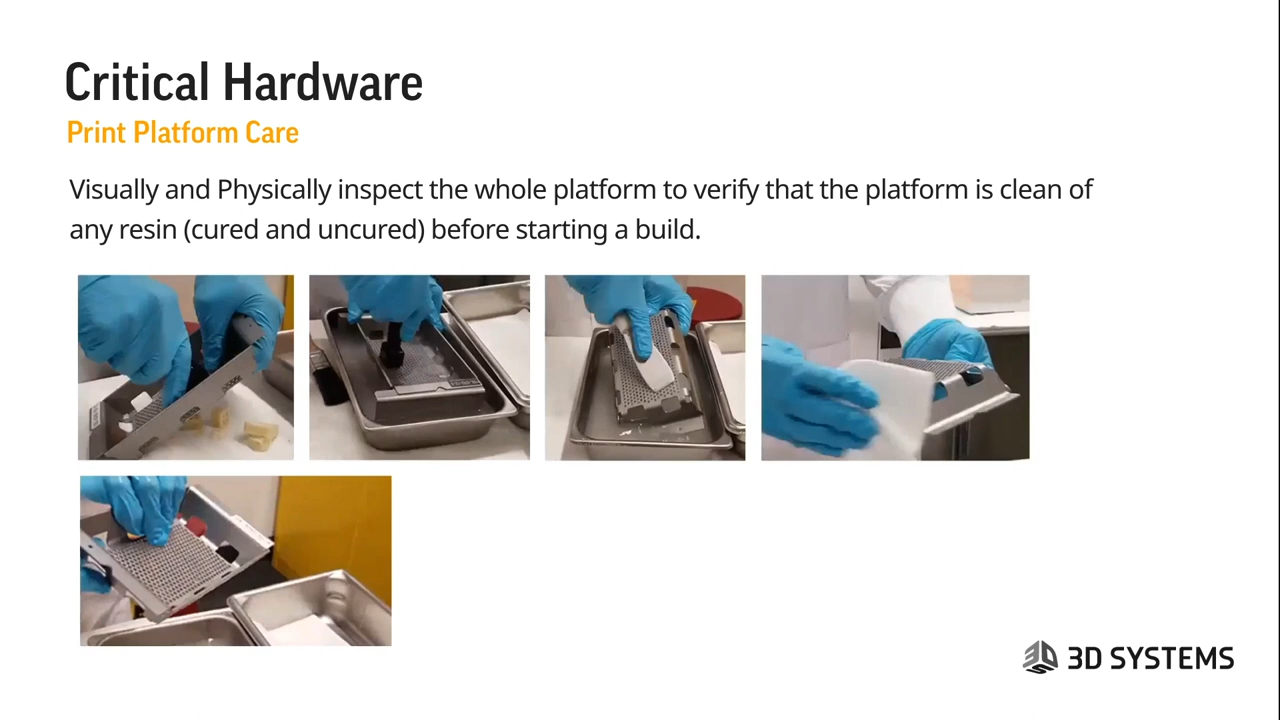 Critical Hardware
Print Platform Care
Visually and Physically inspect the whole platform to verify that the platform is clean of
any resin (cured and uncured) before starting a build.
3D SYSTEMS